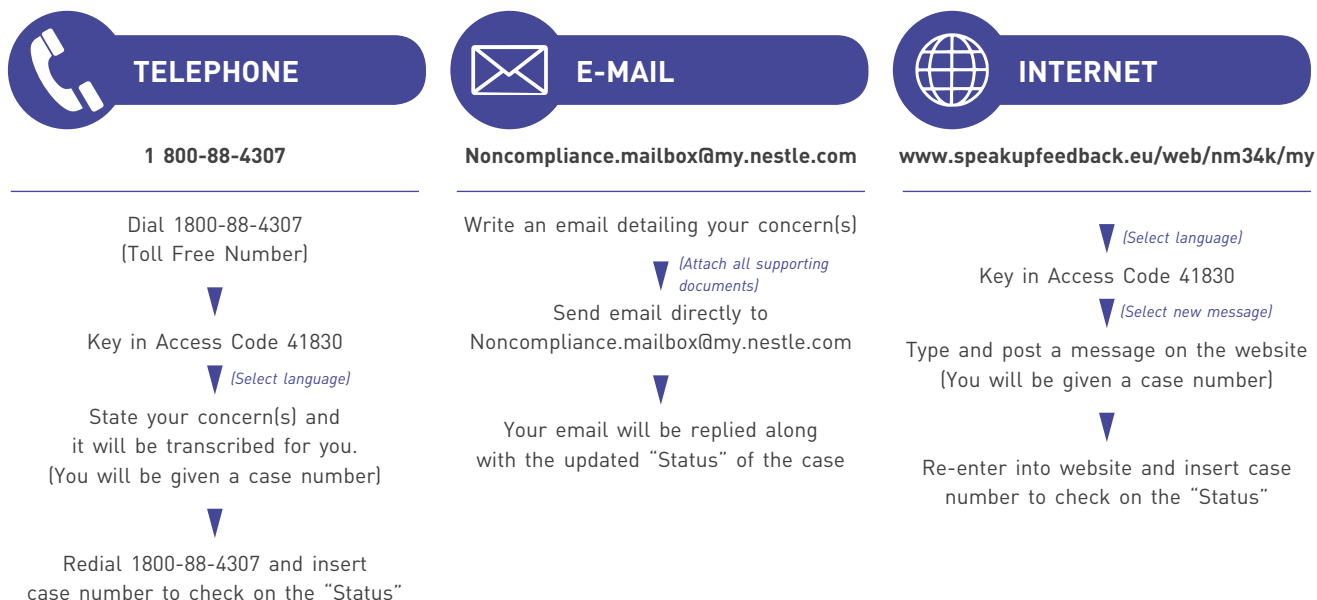 TELEPHONE
1 800-88-4307
Dial 1800-88-4307
(Toll Free Number)
Key in Access Code 41830
(Select language)
State your concern(s) and
it will be transcribed for you.
(You will be given a case number)
Redial 1800-88-4307 and insert
case number to check on the “Status”
E-MAIL
Noncompliance.mailbox@my.nestle.com
Write an email detailing your concern(s)
(Attach all supporting
documents)
Send email directly to
Noncompliance.mailbox@my.nestle.com
Your email will be replied along
with the updated “Status” of the case
INTERNET
www.speakupfeedback.eu/web/nm34k/my
(Select language)
Key in Access Code 41830
(Select new message)
Type and post a message on the website
(You will be given a case number)
Re-enter into website and insert case
number to check on the “Status”